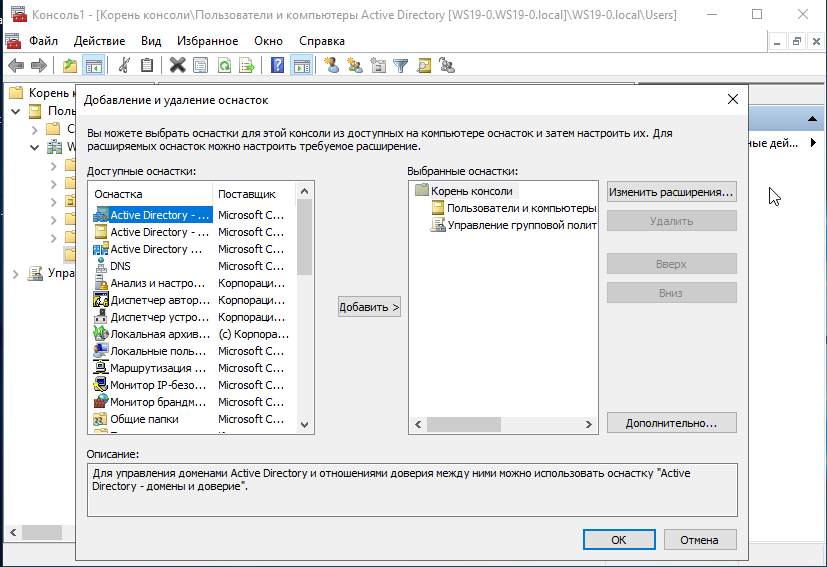 Консоль1 - [Корень консоли\Пользователи и компьютеры Active Directory [WS19-0.WS19-0.local]\WS19-0.local\Users]
Файл Действие Вид Избранное Окно Справка
Корень к
Поль
С
W
Упра
ные дей...
Добавление и удаление оснасток
Вы можете выбрать оснастки для этой консоли из доступных на компьютере оснасток и затем настроить их. Для
расширяемых оснасток можно настроить требуемое расширение.
Доступные оснастки:
Оснастка Поставщик
Active Directory - ... Microsoft C...
Active Directory - ... Microsoft C...
Active Directory ... Microsoft C...
DNS Microsoft C...
Анализ и настро... Корпораци...
Диспетчер автор... Корпораци...
Диспетчер устро... Корпораци...
Локальная архив... (c) Корпора...
Локальные поль... Microsoft C...
Маршрутизация ... Microsoft C...
Монитор IP-безо... Microsoft C...
Монитор брандм... Microsoft C...
Общие папки Microsoft C...
Добавить >
Выбранные оснастки:
Корень консоли
Пользователи и компьютеры
Управление групповой полит
Изменить расширения...
Удалить
Вверх
Вниз
Дополнительно...
Описание:
Для управления доменами Active Directory и отношениями доверия между ними можно использовать оснастку "Active
Directory - домены и доверие".
ОК Отмена